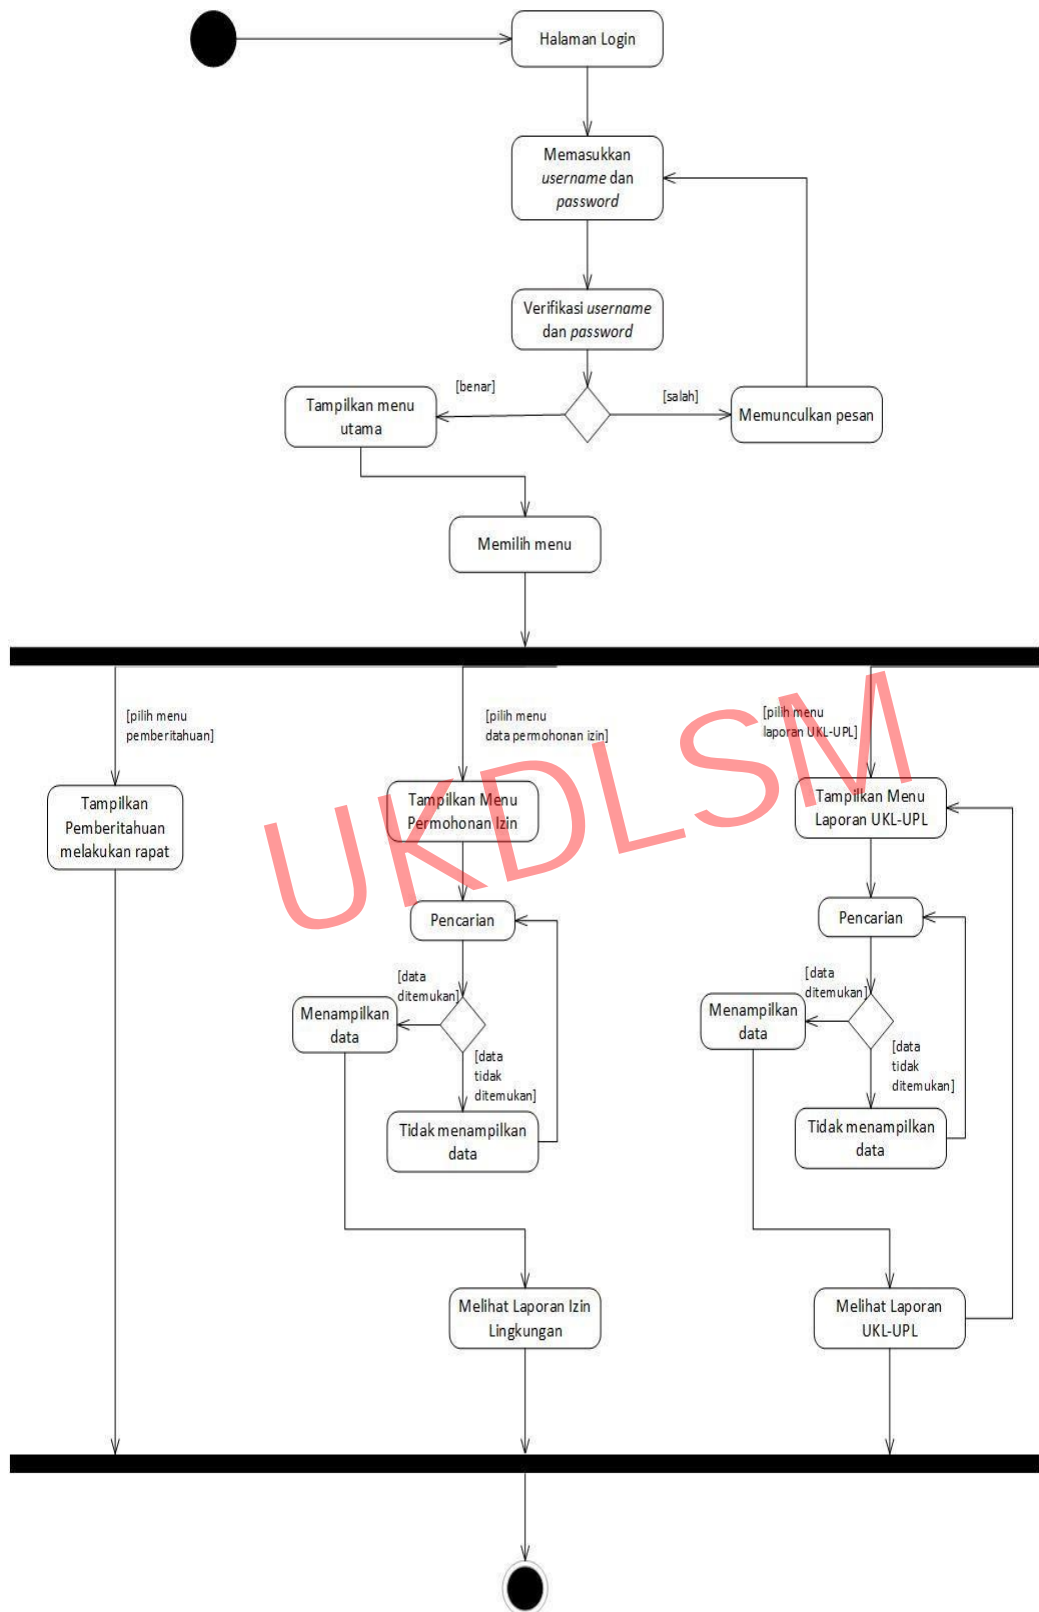 Halaman Login
Memasukkan
username dan
password
Verifikasi username
dan password
[benar]
[salah]
Tampilkan menu
utama
Memunculkan pesan
Memilih menu
[pilih menu
pemberitahuan]
[pilih menu
data permohonan izin]
[pilih menu
laporan UKL-UPL]
Tampilkan
Pemberitahuan
melakukan rapat
Tampilkan Menu
Permohonan Izin
Tampilkan Menu
Laporan UKL-UPL
UKDLSM
Pencarian
Pencarian
[data
ditemukan]
[data
ditemukan]
Menampilkan
data
Menampilkan
data
[data
tidak
ditemukan]
[data
tidak
ditemukan]
Tidak menampilkan
data
Tidak menampilkan
data
Melihat Laporan Izin
Lingkungan
Melihat Laporan
UKL-UPL